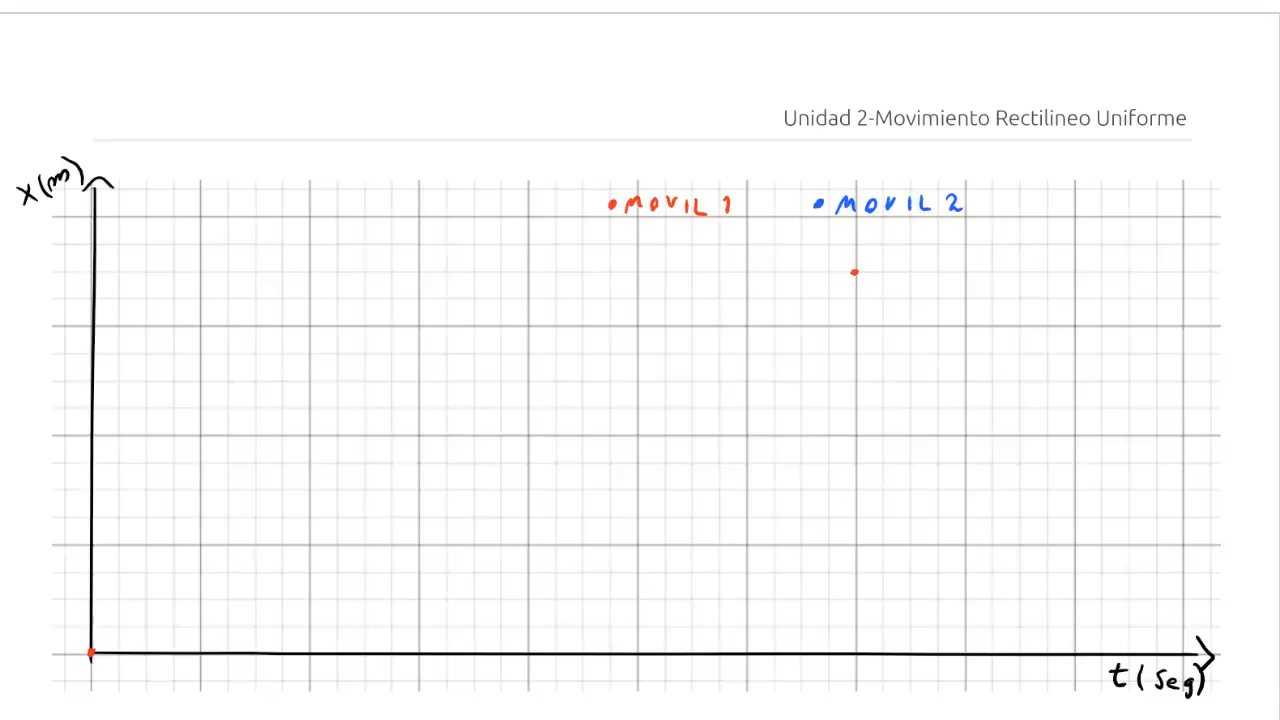 Unidad 2-Movimiento Rectilineo Uniforme
x(m)
• MOVIL 1
• MOVIL 2
t(seg)